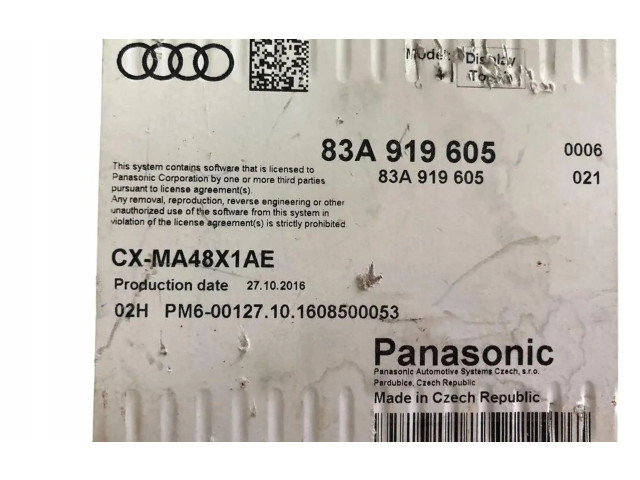 Model: Display
Touch
83A 919 605 0006
83A 919 605 021
This system contains software that is licensed to
Panasonic Corporation by one or more third parties
pursuant to license agreement(s).
Any removal, reproduction, reverse engineering or other
unauthorized use of the software from this system in
violation of the license agreement(s) is strictly prohibited.
CX-MA48X1AE
Production date 27.10.2016
02H PM6-00127.10.1608500053
Panasonic
Panasonic Automotive Systems Czech, s.r.o.
Pardubice, Czech Republic
Made in Czech Republic